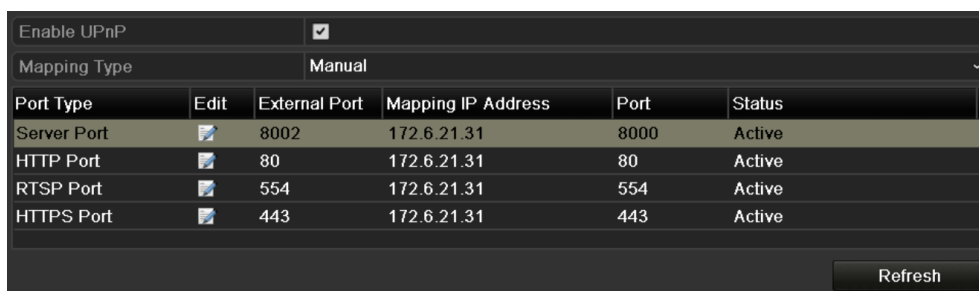 Enable UPnP
Mapping Type Manual
Port Type Edit External Port Mapping IP Address Port Status
Server Port 8002 172.6.21.31 8000 Active
HTTP Port 80 172.6.21.31 80 Active
RTSP Port 554 172.6.21.31 554 Active
HTTPS Port 443 172.6.21.31 443 Active
Refresh